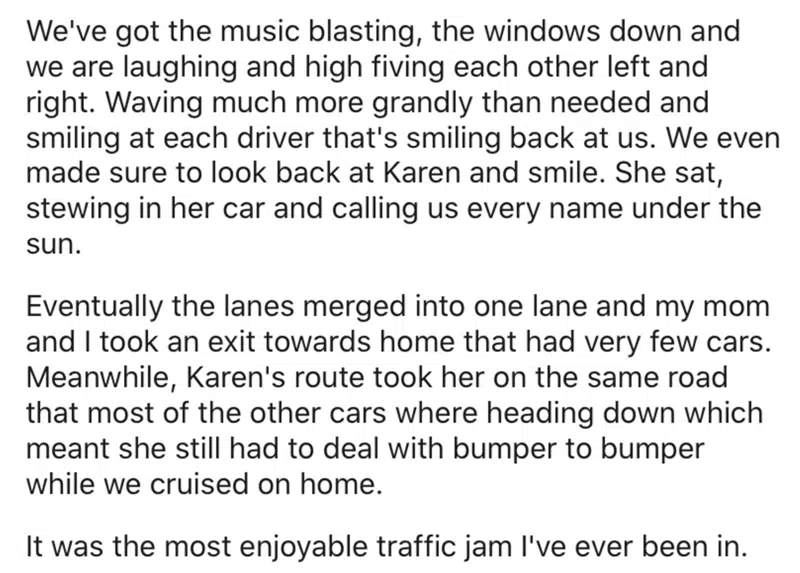 We've got the music blasting, the windows down and
we are laughing and high fiving each other left and
right. Waving much more grandly than needed and
smiling at each driver that's smiling back at us. We even
made sure to look back at Karen and smile. She sat,
stewing in her car and calling us every name under the
sun.
Eventually the lanes merged into one lane and my mom
and I took an exit towards home that had very few cars.
Meanwhile, Karen's route took her on the same road
that most of the other cars where heading down which
meant she still had to deal with bumper to bumper
while we cruised on home.
It was the most enjoyable traffic jam I've ever been in.